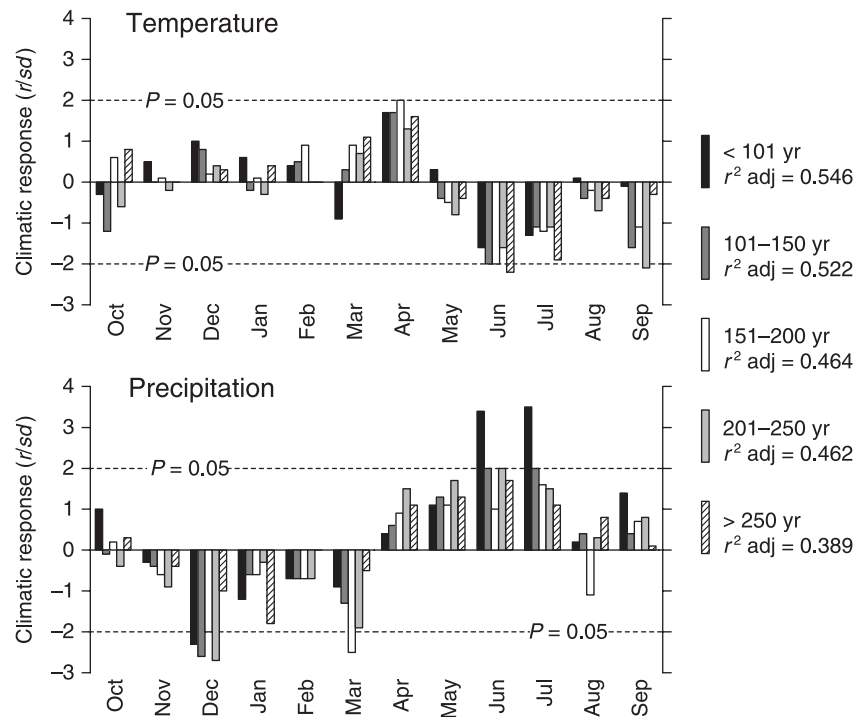 Temperature
Climatic response (r/sd)
4
3
2
1
0
−1
−2
−3
P = 0.05
P = 0.05
Oct
Nov
Dec
Jan
Feb
Mar
Apr
May
Jun
Jul
Aug
Sep
Precipitation
Climatic response (r/sd)
4
3
2
1
0
−1
−2
−3
P = 0.05
P = 0.05
Oct
Nov
Dec
Jan
Feb
Mar
Apr
May
Jun
Jul
Aug
Sep
< 101 yr
r² adj = 0.546
101–150 yr
r² adj = 0.522
151–200 yr
r² adj = 0.464
201–250 yr
r² adj = 0.462
> 250 yr
r² adj = 0.389